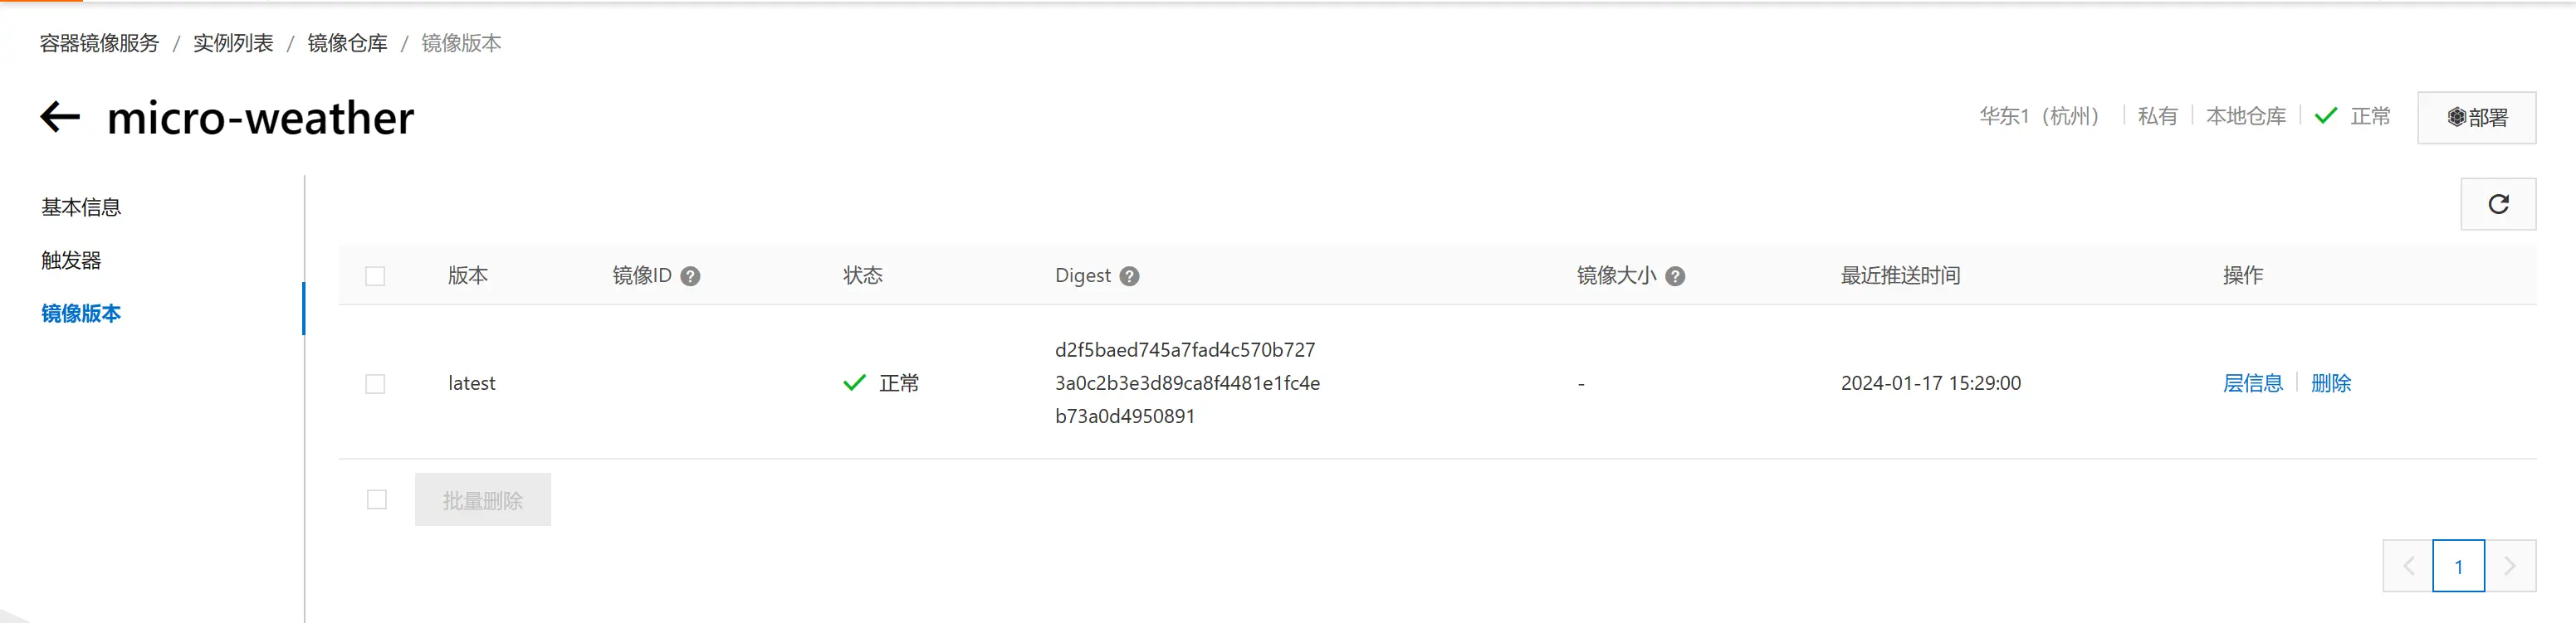 容器镜像服务 / 实例列表 / 镜像仓库 / 镜像版本
micro-weather
华东1（杭州） 私有 本地仓库 正常 部署
基本信息
触发器
镜像版本
版本 镜像ID 状态 Digest 镜像大小 最近推送时间 操作
latest 正常 d2f5baed745a7fad4c570b727
3a0c2b3e3d89ca8f4481e1fc4e
b73a0d4950891 - 2024-01-17 15:29:00 层信息 删除
批量删除
1